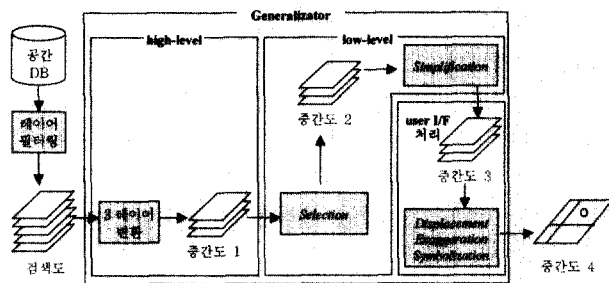 Generalizator
high-level
low-level
공간
DB
레이어
필터링
검색도
3 레이어
변환
중간도 1
Selection
중간도 2
Simplification
user I/F
처리
중간도 3
Displacement
Exaggeration
Symbolization
중간도 4